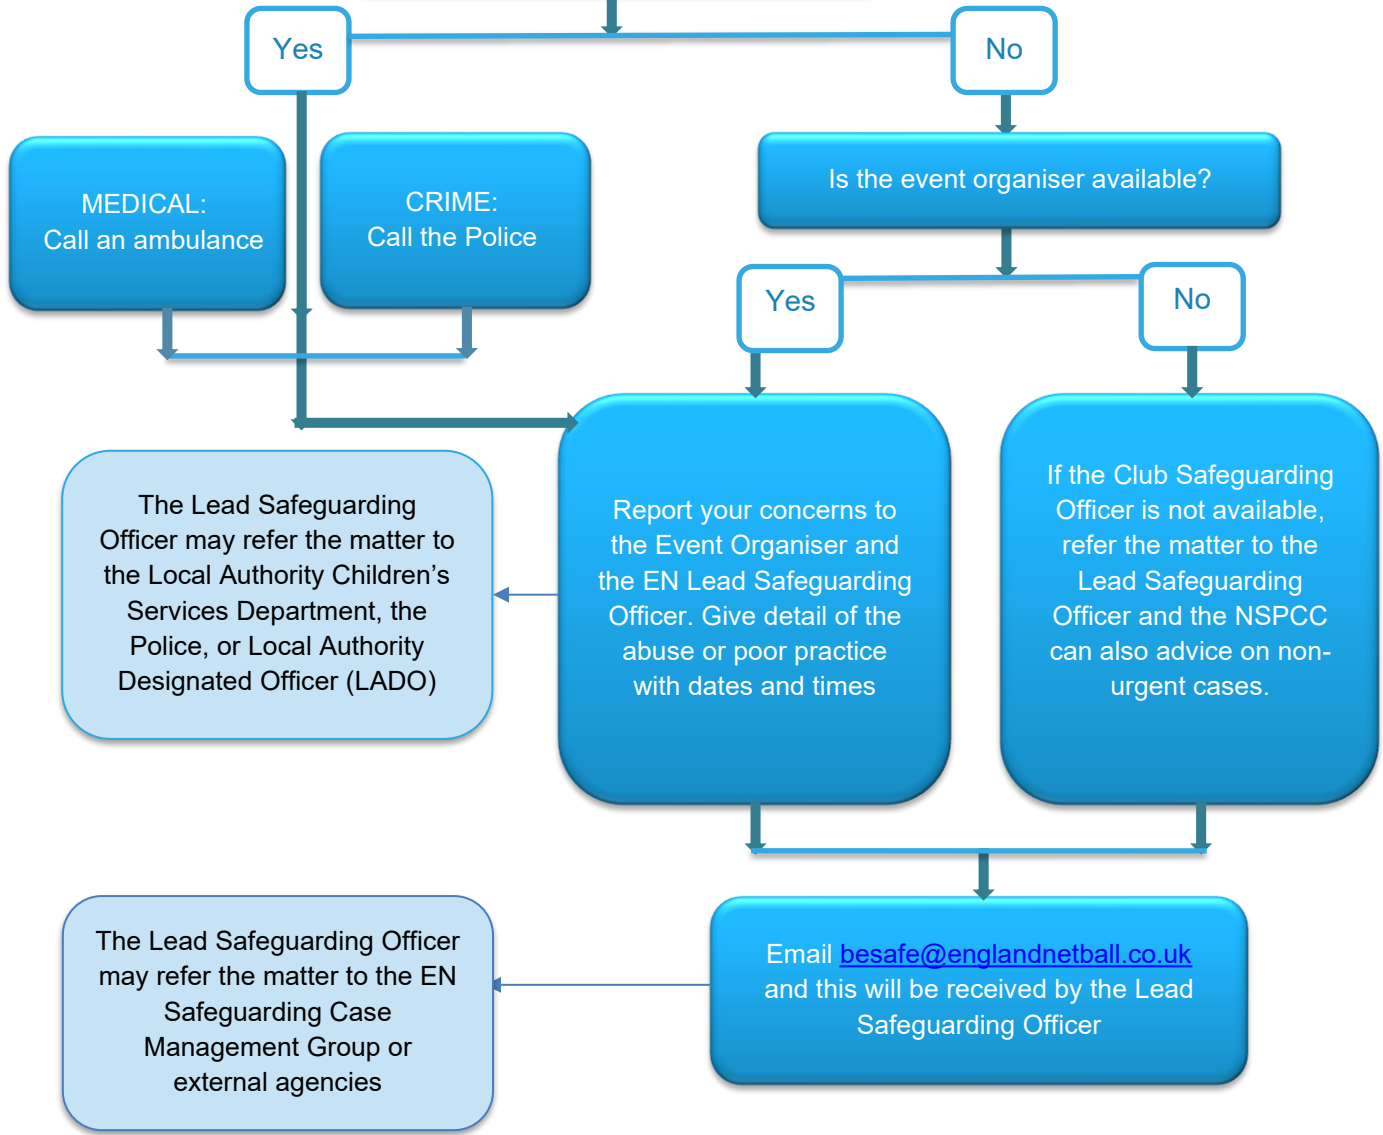 Yes
No
MEDICAL:
Call an ambulance
CRIME:
Call the Police
Is the event organiser available?
Yes
No
The Lead Safeguarding
Officer may refer the matter to
the Local Authority Children’s
Services Department, the
Police, or Local Authority
Designated Officer (LADO)
Report your concerns to
the Event Organiser and
the EN Lead Safeguarding
Officer. Give detail of the
abuse or poor practice
with dates and times
If the Club Safeguarding
Officer is not available,
refer the matter to the
Lead Safeguarding
Officer and the NSPCC
can also advice on non-
urgent cases.
The Lead Safeguarding Officer
may refer the matter to the EN
Safeguarding Case
Management Group or
external agencies
Email besafe@englandnetball.co.uk
and this will be received by the Lead
Safeguarding Officer